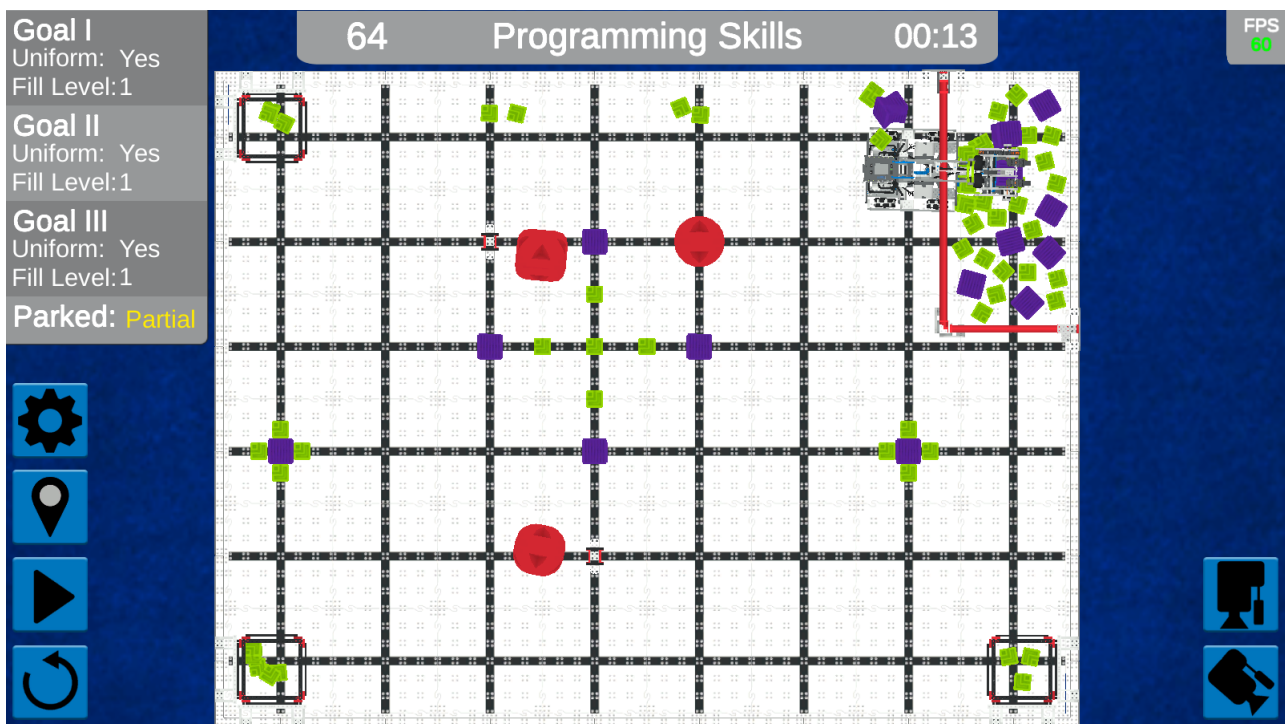 Goal I
Uniform: Yes
Fill Level:1
Goal II
Uniform: Yes
Fill Level:1
Goal III
Uniform: Yes
Fill Level:1
Parked: Partial
64 Programming Skills 00:13
FPS
60